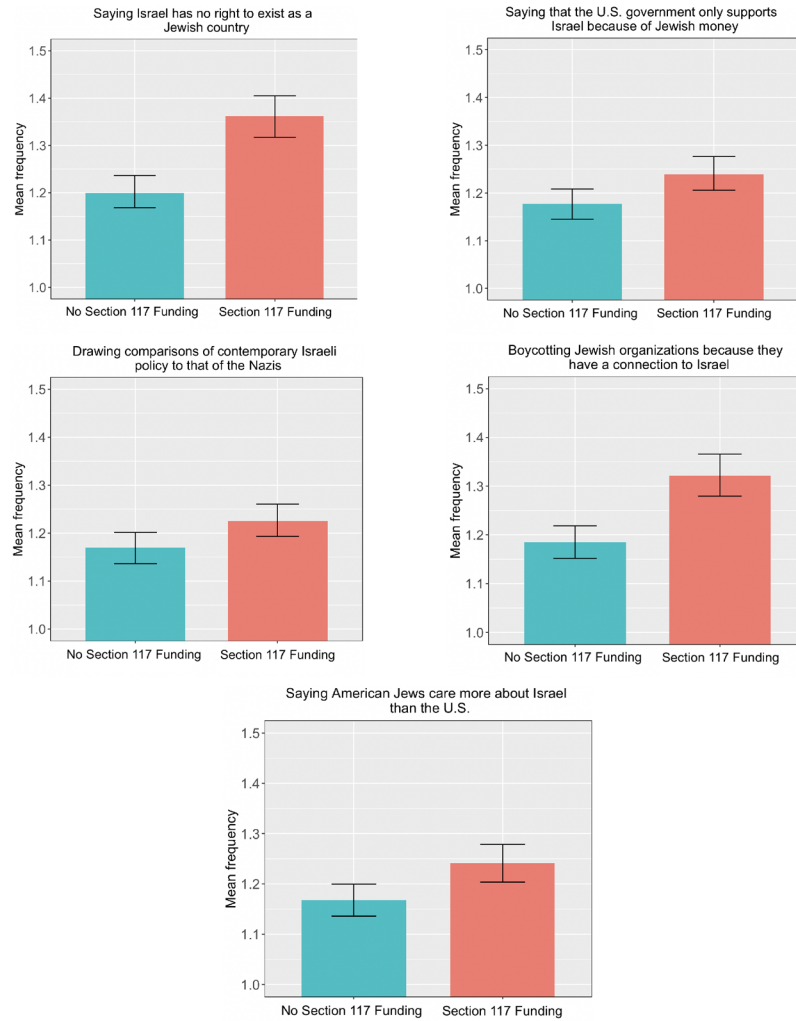 Saying Israel has no right to exist as a
Jewish country
Mean frequency
1.5
1.4
1.3
1.2
1.1
1.0
No Section 117 Funding
Section 117 Funding
Saying that the U.S. government only supports
Israel because of Jewish money
Mean frequency
1.5
1.4
1.3
1.2
1.1
1.0
No Section 117 Funding
Section 117 Funding
Drawing comparisons of contemporary Israeli
policy to that of the Nazis
Mean frequency
1.5
1.4
1.3
1.2
1.1
1.0
No Section 117 Funding
Section 117 Funding
Boycotting Jewish organizations because they
have a connection to Israel
Mean frequency
1.5
1.4
1.3
1.2
1.1
1.0
No Section 117 Funding
Section 117 Funding
Saying American Jews care more about Israel
than the U.S.
Mean frequency
1.5
1.4
1.3
1.2
1.1
1.0
No Section 117 Funding
Section 117 Funding